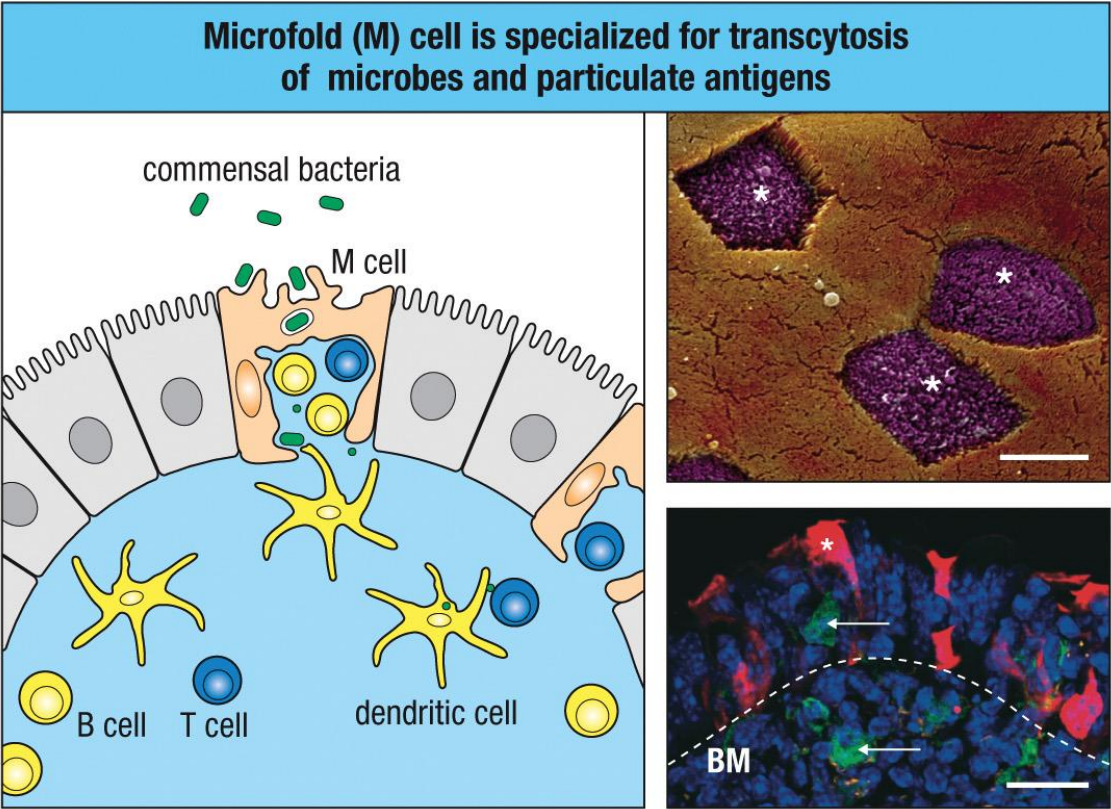 Microfold (M) cell is specialized for transcytosis
of microbes and particulate antigens
commensal bacteria
M cell
B cell
T cell
dendritic cell
*
*
*
*
BM